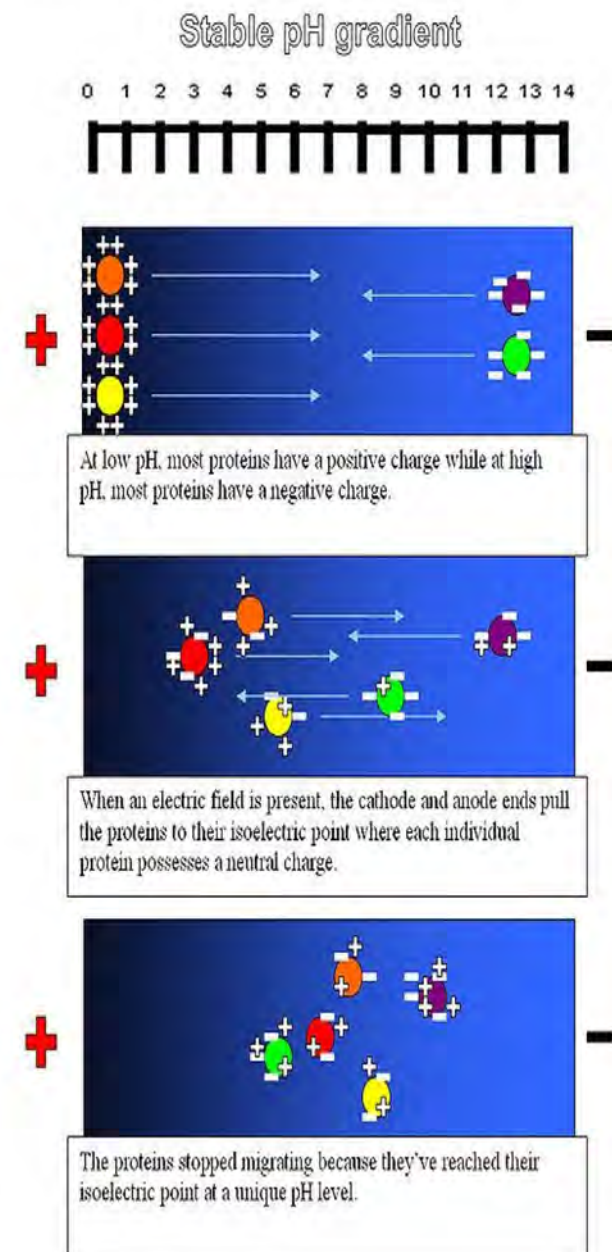 Stable pH gradient
0 1 2 3 4 5 6 7 8 9 10 11 12 13 14
At low pH, most proteins have a positive charge while at high
pH, most proteins have a negative charge.
When an electric field is present, the cathode and anode ends pull
the proteins to their isoelectric point where each individual
protein possesses a neutral charge.
The proteins stopped migrating because they've reached their
isoelectric point at a unique pH level.